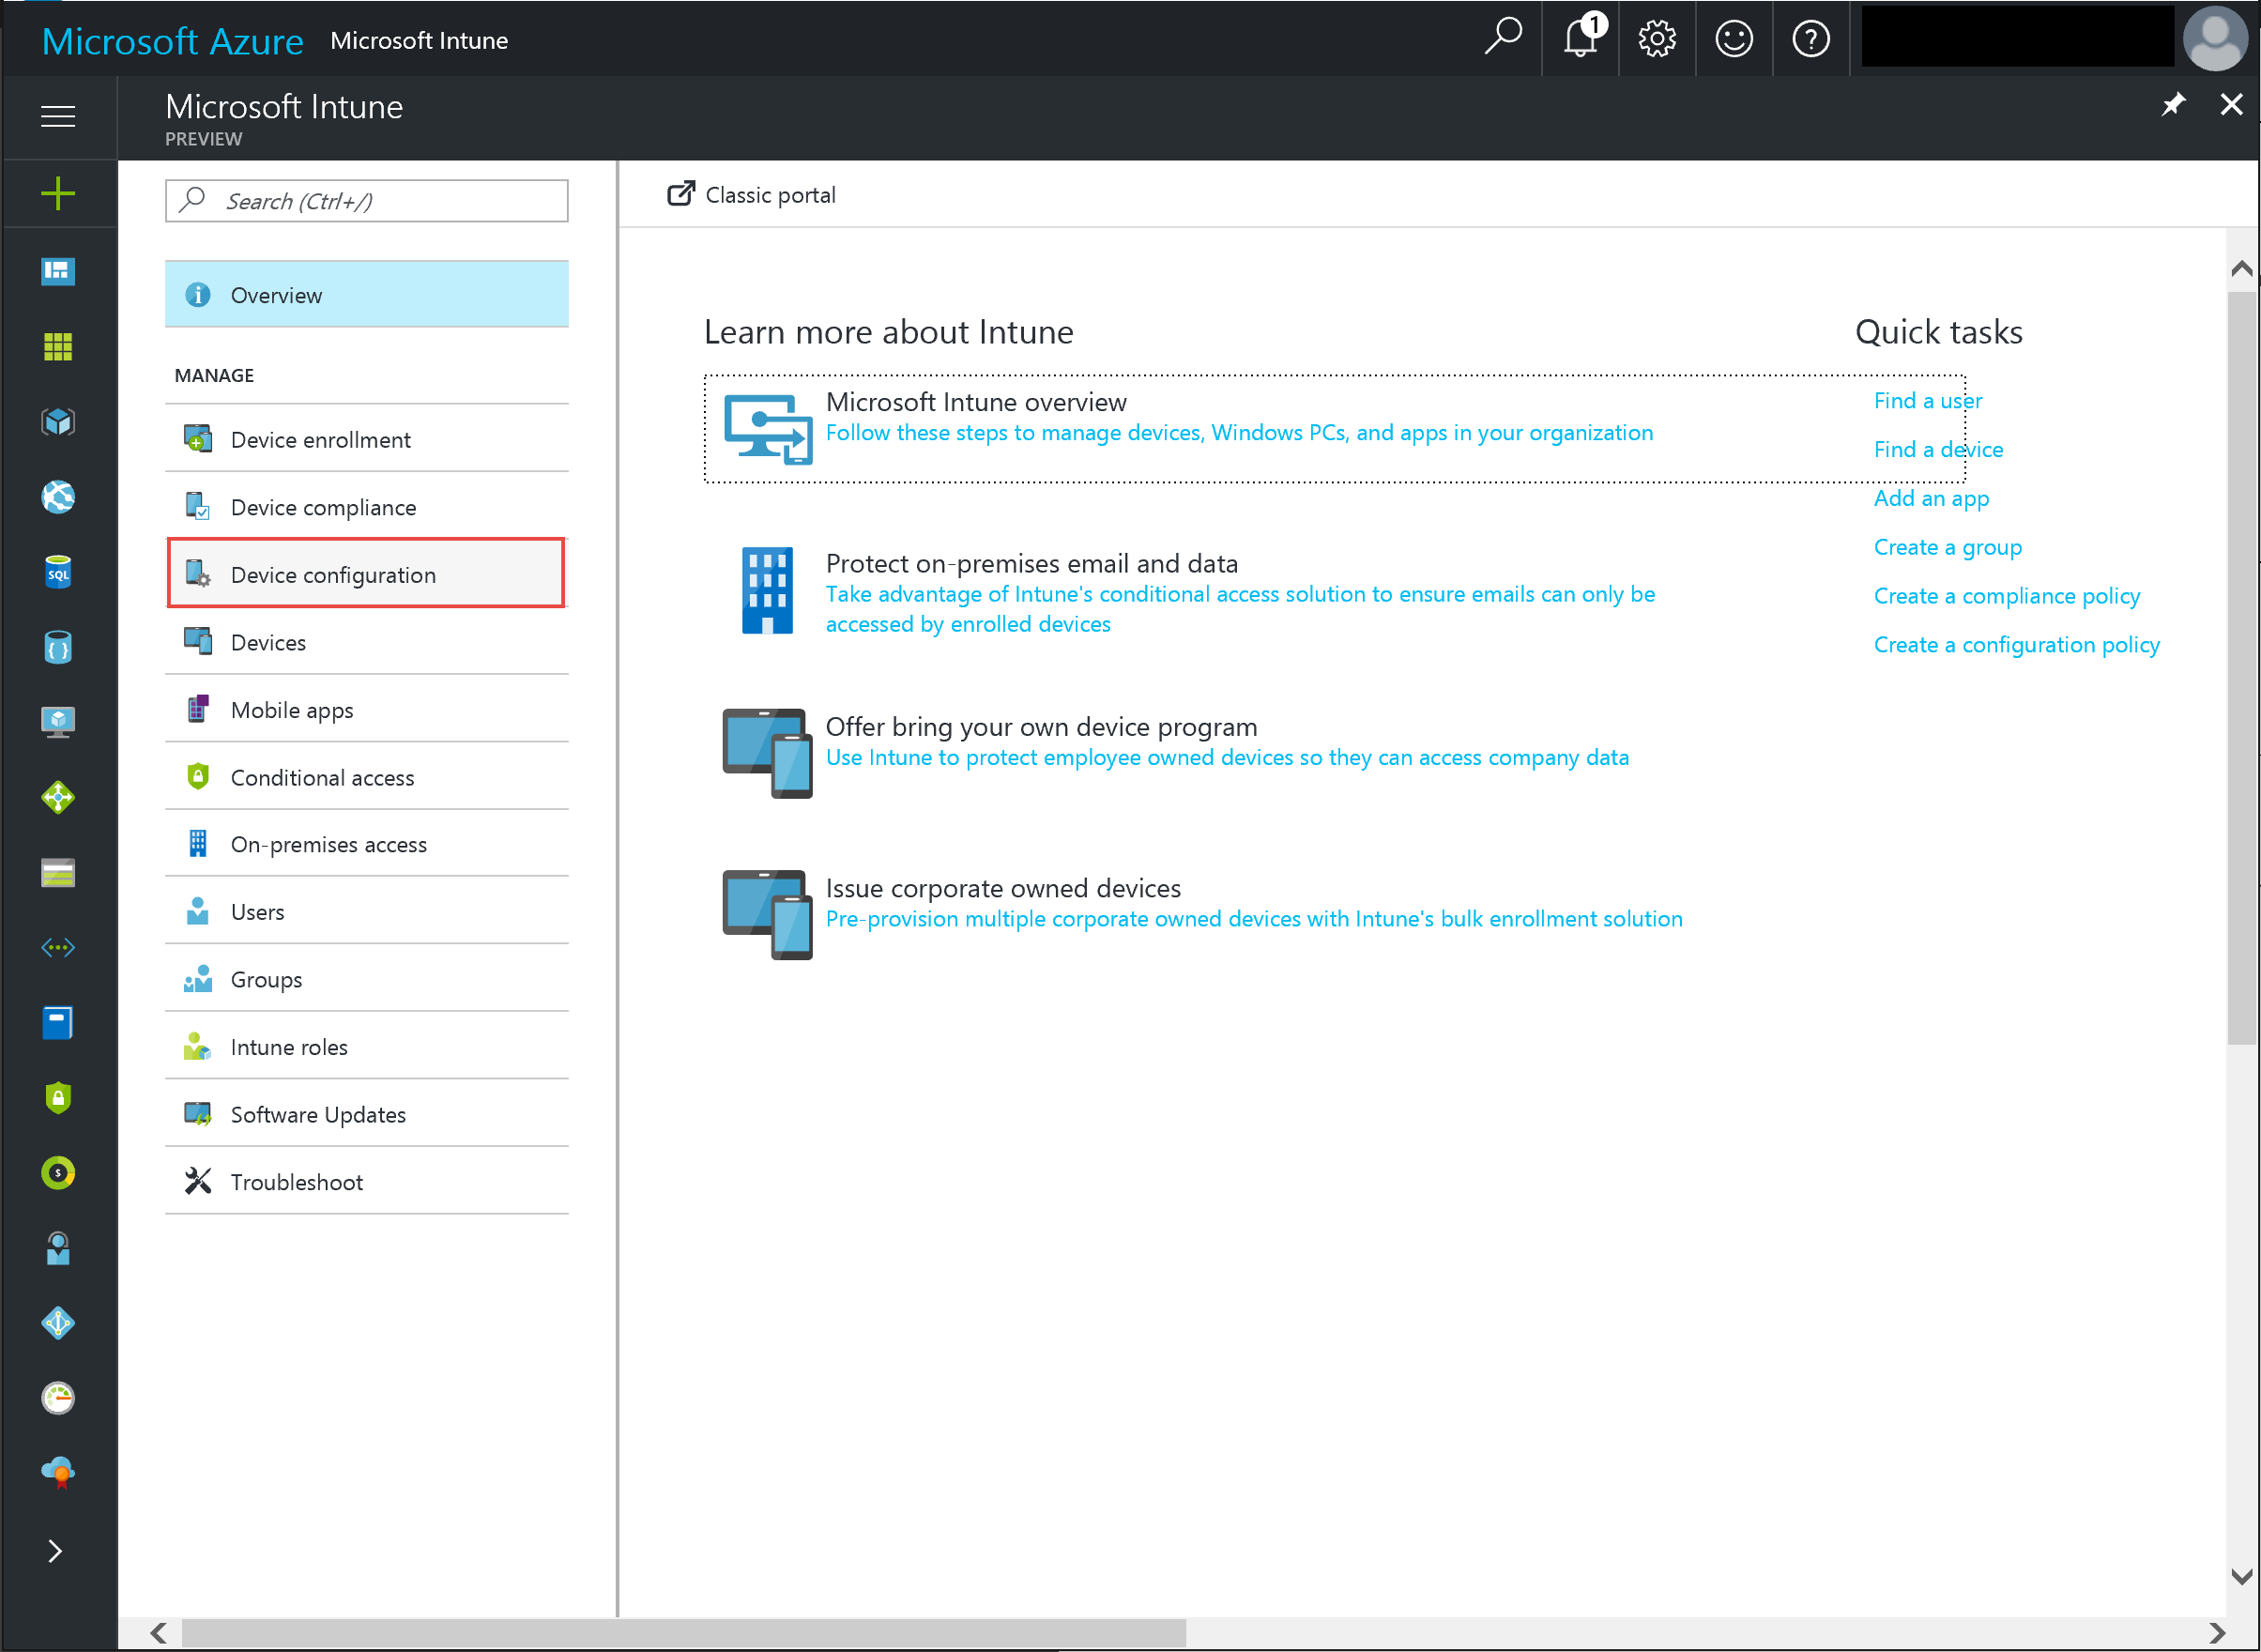 Microsoft Azure Microsoft Intune
1
?
Microsoft Intune
PREVIEW
Search (Ctrl+/)
Overview
MANAGE
Device enrollment
Device compliance
Device configuration
Devices
Mobile apps
Conditional access
On-premises access
Users
Groups
Intune roles
Software Updates
Troubleshoot
SQL
Classic portal
Learn more about Intune
Microsoft Intune overview
Follow these steps to manage devices, Windows PCs, and apps in your organization
Protect on-premises email and data
Take advantage of Intune's conditional access solution to ensure emails can only be
accessed by enrolled devices
Offer bring your own device program
Use Intune to protect employee owned devices so they can access company data
Issue corporate owned devices
Pre-provision multiple corporate owned devices with Intune's bulk enrollment solution
Quick tasks
Find a user
Find a device
Add an app
Create a group
Create a compliance policy
Create a configuration policy